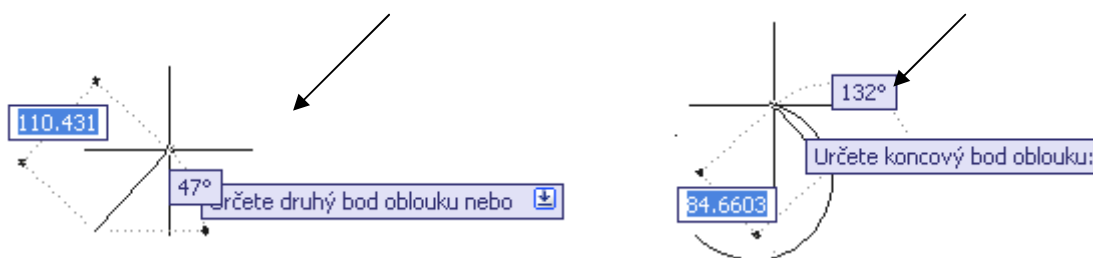 110.431
47°
Určete druhý bod oblouku nebo
132°
Určete koncový bod oblouku:
84.6603